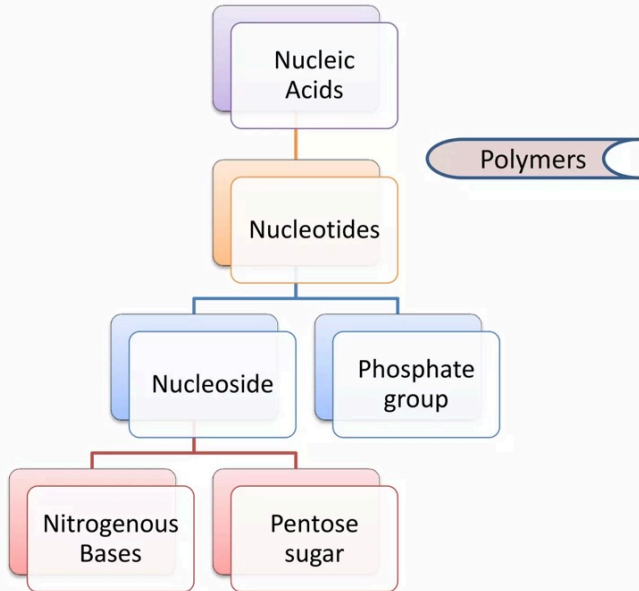 Nucleic
Acids
Polymers
Nucleotides
Nucleoside
Phosphate
group
Nitrogenous
Bases
Pentose
sugar